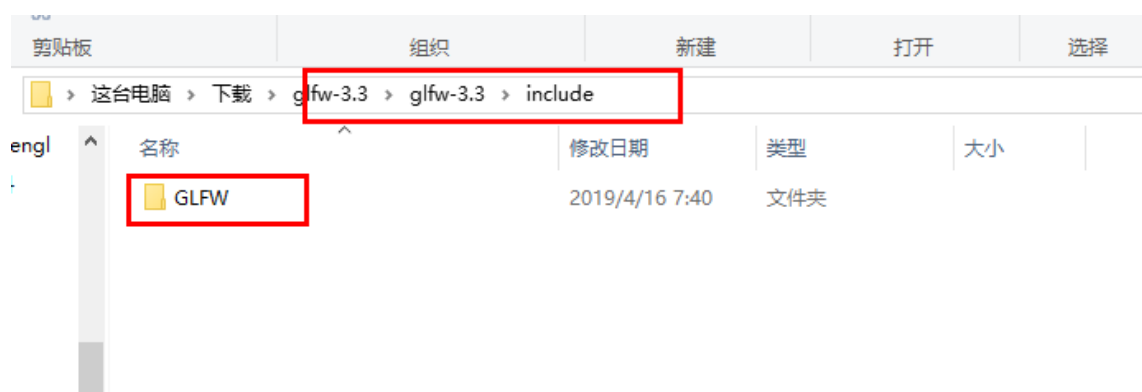 剪贴板 组织 新建 打开 选择
这台电脑 › 下载 › glfw-3.3 › glfw-3.3 › include
engl 名称 修改日期 类型 大小
GLFW 2019/4/16 7:40 文件夹